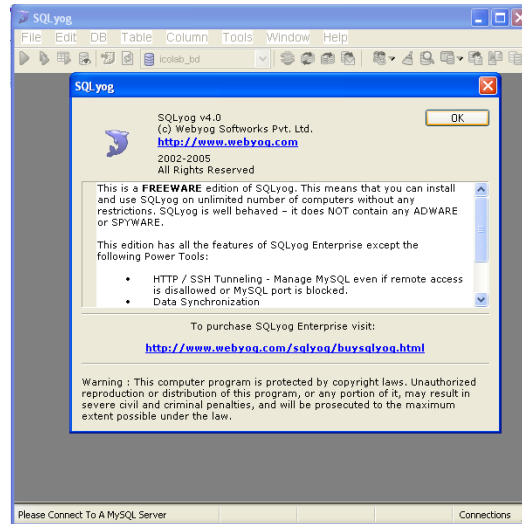 SQLyog
File Edit DB Table Column Tools Window Help
icolab_bd
SQLyog
SQLyog v4.0
OK
(c) Webyog Softworks Pvt. Ltd.
http://www.webyog.com
2002-2005
All Rights Reserved
This is a FREEWARE edition of SQLyog. This means that you can install
and use SQLyog on unlimited number of computers without any
restrictions. SQLyog is well behaved – it does NOT contain any ADWARE
or SPYWARE.
This edition has all the features of SQLyog Enterprise except the
following Power Tools:
• HTTP / SSH Tunneling - Manage MySQL even if remote access
is disallowed or MySQL port is blocked.
• Data Synchronization
To purchase SQLyog Enterprise visit:
http://www.webyog.com/sqlyog/buysqlyog.html
Warning : This computer program is protected by copyright laws. Unauthorized
reproduction or distribution of this program, or any portion of it, may result in
severe civil and criminal penalties, and will be prosecuted to the maximum
extent possible under the law.
Please Connect To A MySQL Server
Connections